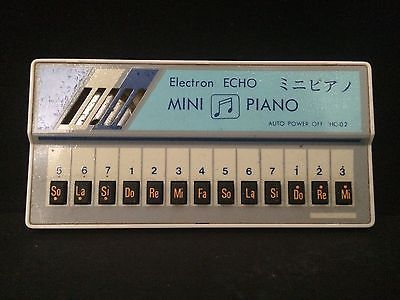 Electron ECHO ミニピアノ
MINI PIANO
AUTO POWER OFF HC-02
5 6 7 1 2 3 4 5 6 7 1 2 3
So La Si Do Re Mi Fa So La Si Do Re Mi